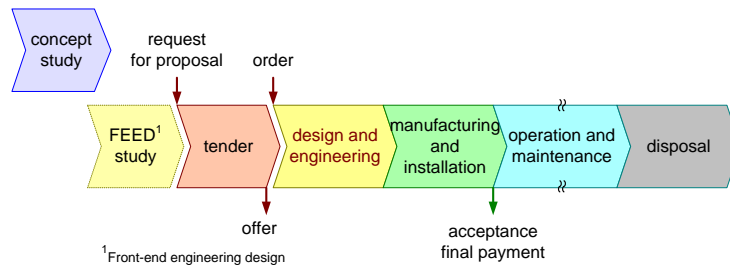 concept
study
request
for proposal
order
FEED1
study
tender
design and
engineering
manufacturing
and
installation
operation and
maintenance
disposal
offer
acceptance
final payment
1Front-end engineering design